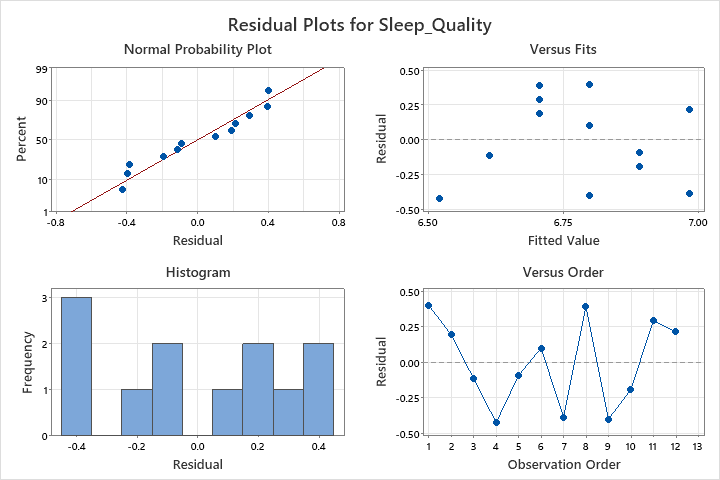 Residual Plots for Sleep_Quality
Normal Probability Plot
99
90
50
10
1
Percent
-0.8 -0.4 0.0 0.4 0.8
Residual
Versus Fits
0.50
0.25
0.00
-0.25
-0.50
Residual
6.50 6.75 7.00
Fitted Value
Histogram
3
2
1
0
Frequency
-0.4 -0.2 0.0 0.2 0.4
Residual
Versus Order
0.50
0.25
0.00
-0.25
-0.50
Residual
1 2 3 4 5 6 7 8 9 10 11 12 13
Observation Order